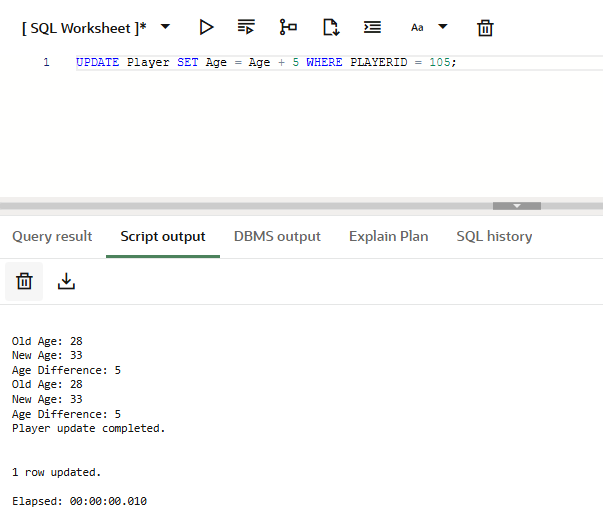 [ SQL Worksheet ]*
Aa
1 UPDATE Player SET Age = Age + 5 WHERE PLAYERID = 105;
Query result Script output DBMS output Explain Plan SQL history
Old Age: 28
New Age: 33
Age Difference: 5
Old Age: 28
New Age: 33
Age Difference: 5
Player update completed.
1 row updated.
Elapsed: 00:00:00.010